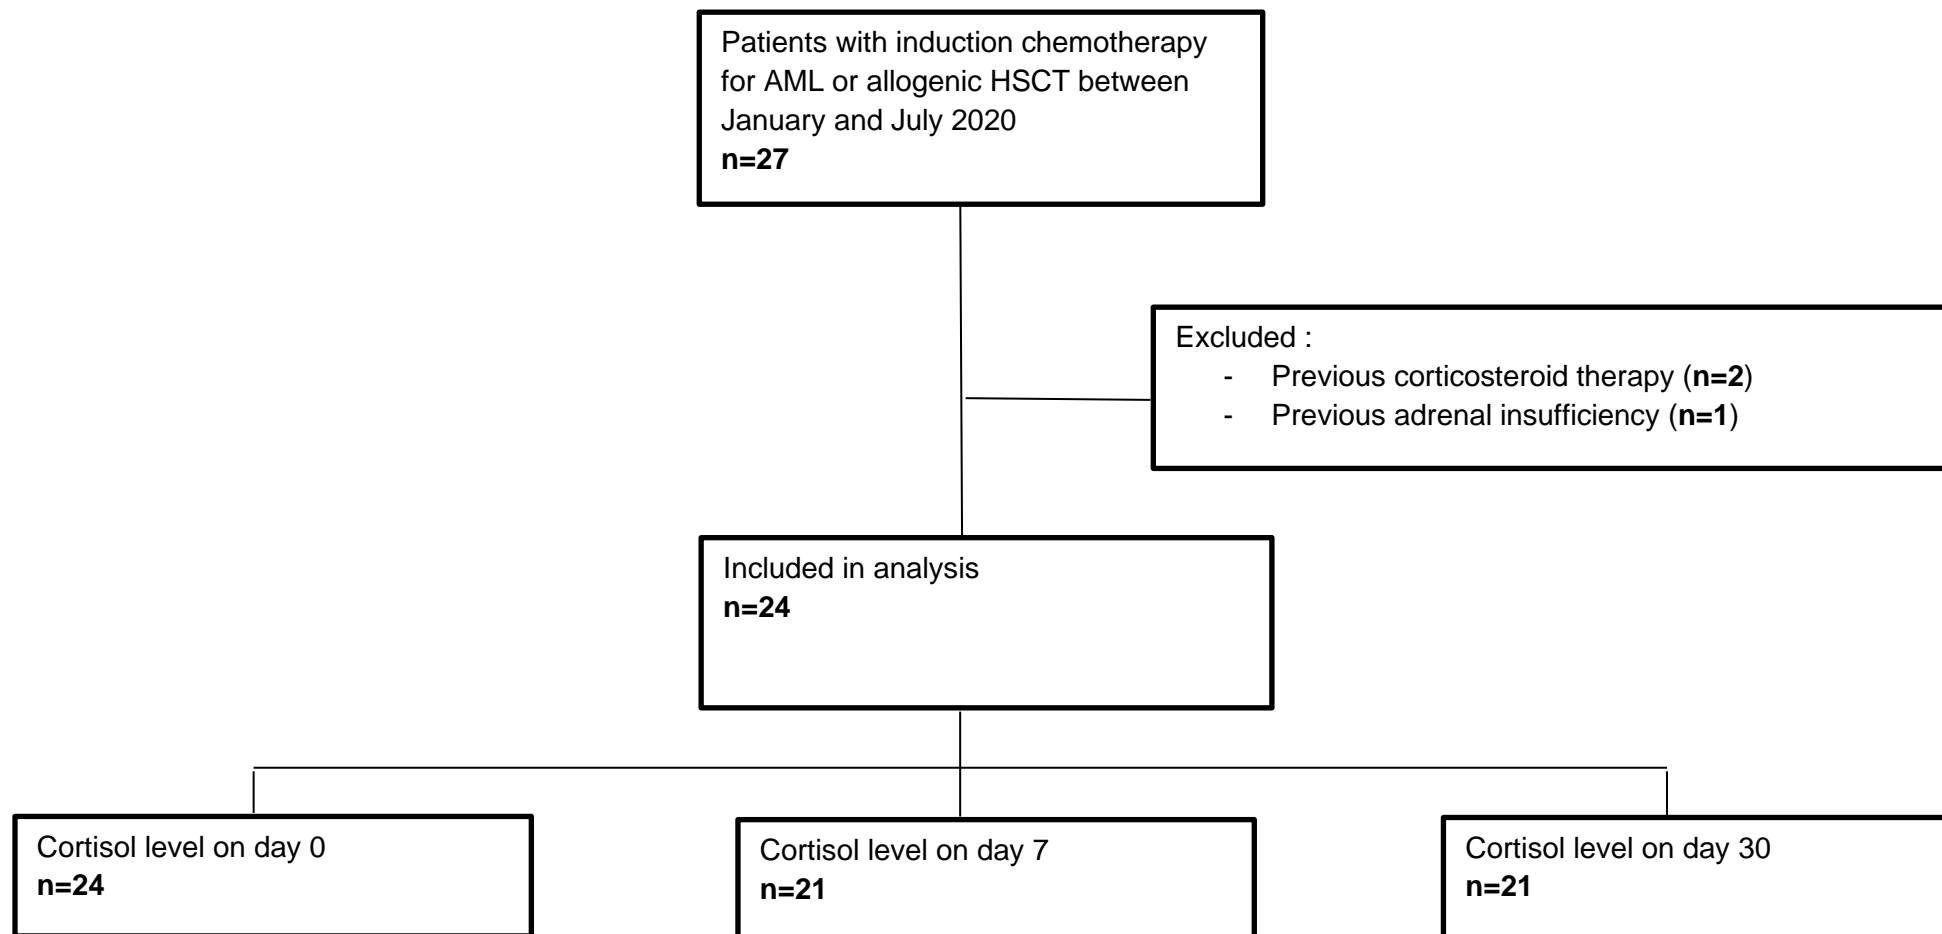 Patients with induction chemotherapy
for AML or allogenic HSCT between
January and July 2020
n=27
Excluded :
- Previous corticosteroid therapy (n=2)
- Previous adrenal insufficiency (n=1)
Included in analysis
n=24
Cortisol level on day 0
n=24
Cortisol level on day 7
n=21
Cortisol level on day 30
n=21